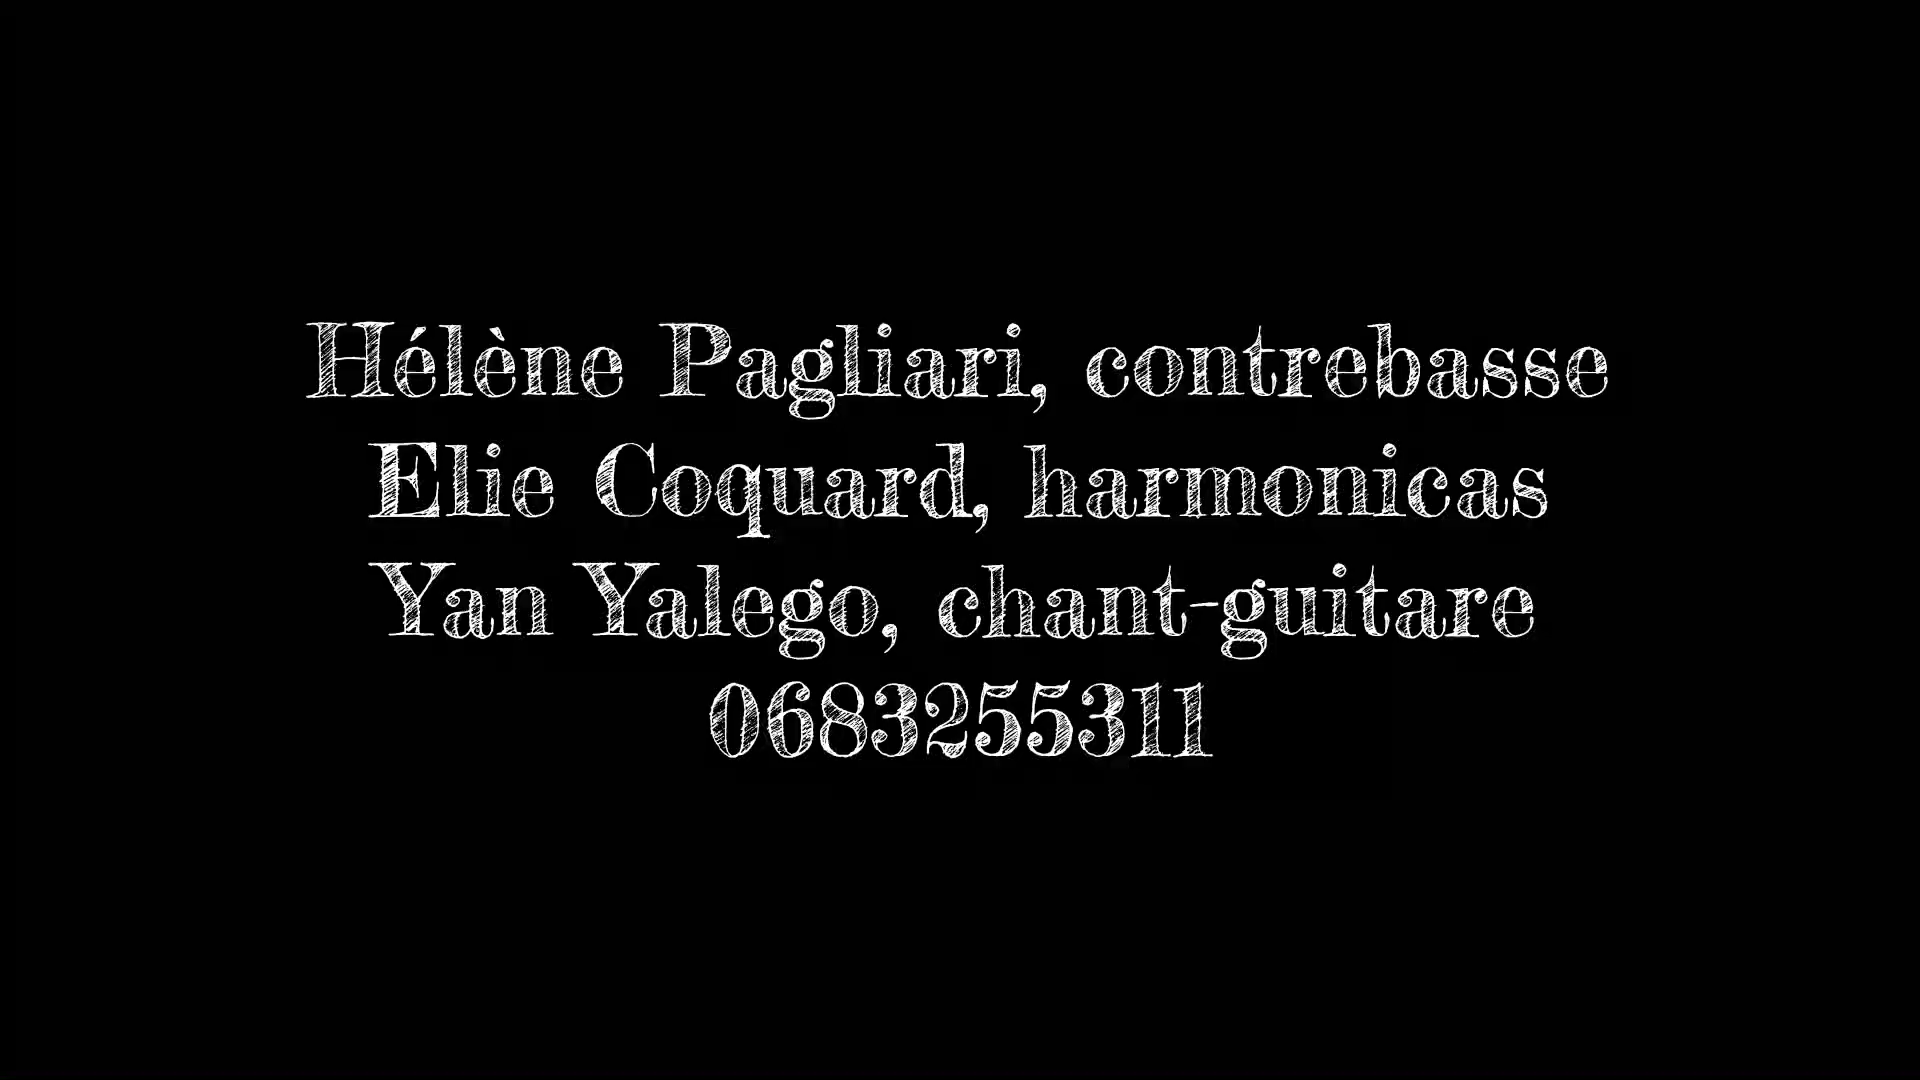 Hélène Pagliari, contrebasse
Elie Coquard, harmonicas
Yan Yalego, chant-guitare
0683255311